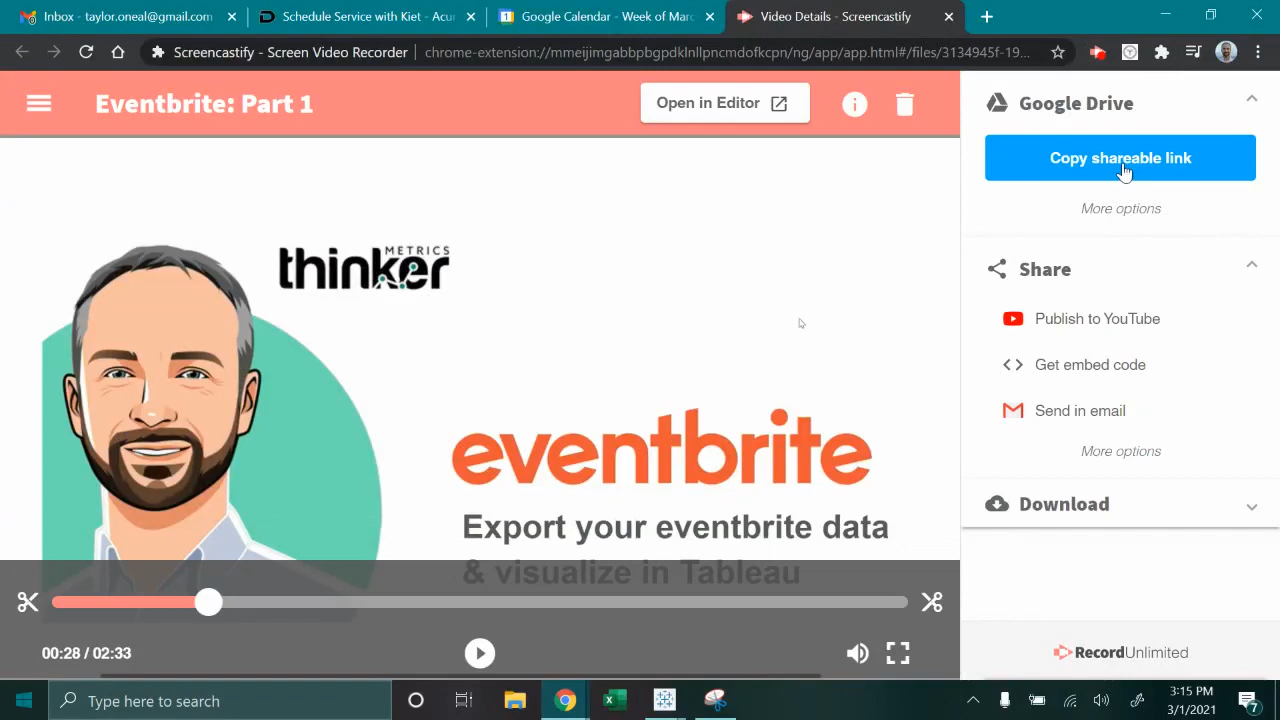 Inbox - taylor.oneal@gmail.com
Schedule Service with Kiet - Acu
Google Calendar - Week of Marc
Video Details - Screencastify
Screencastify - Screen Video Recorder
chrome-extension://mmeijimgabbpbgpdklnllpncmdofkcpn/ng/app/app.html#/files/3134945f-19...
Eventbrite: Part 1
Open in Editor
Google Drive
Copy shareable link
More options
thinker
METRICS
Share
Publish to YouTube
Get embed code
Send in email
More options
eventbrite
Export your eventbrite data
& visualize in Tableau
Download
00:28 / 02:33
RecordUnlimited
Type here to search
3:15 PM
3/1/2021
7